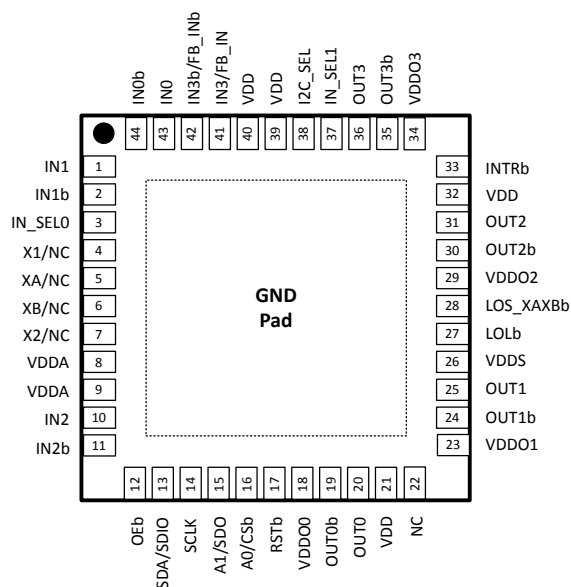 IN0b
IN0
IN3b/FB_INb
IN3/FB_IN
VDD
VDD
I2C_SEL
IN_SEL1
OUT3
OUT3b
VDDO3
44
43
42
41
40
39
38
37
36
35
34
IN1 1
IN1b 2
IN_SEL0 3
X1/NC 4
XA/NC 5
XB/NC 6
X2/NC 7
VDDA 8
VDDA 9
IN2 10
IN2b 11
GND
Pad
33 INTRb
32 VDD
31 OUT2
30 OUT2b
29 VDDO2
28 LOS_XAXBb
27 LOLb
26 VDDS
25 OUT1
24 OUT1b
23 VDDO1
12
13
14
15
16
17
18
19
20
21
22
OEb
SDA/SDIO
SCLK
A1/SDO
A0/CSb
RSTb
VDDO0
OUT0b
OUT0
VDD
NC